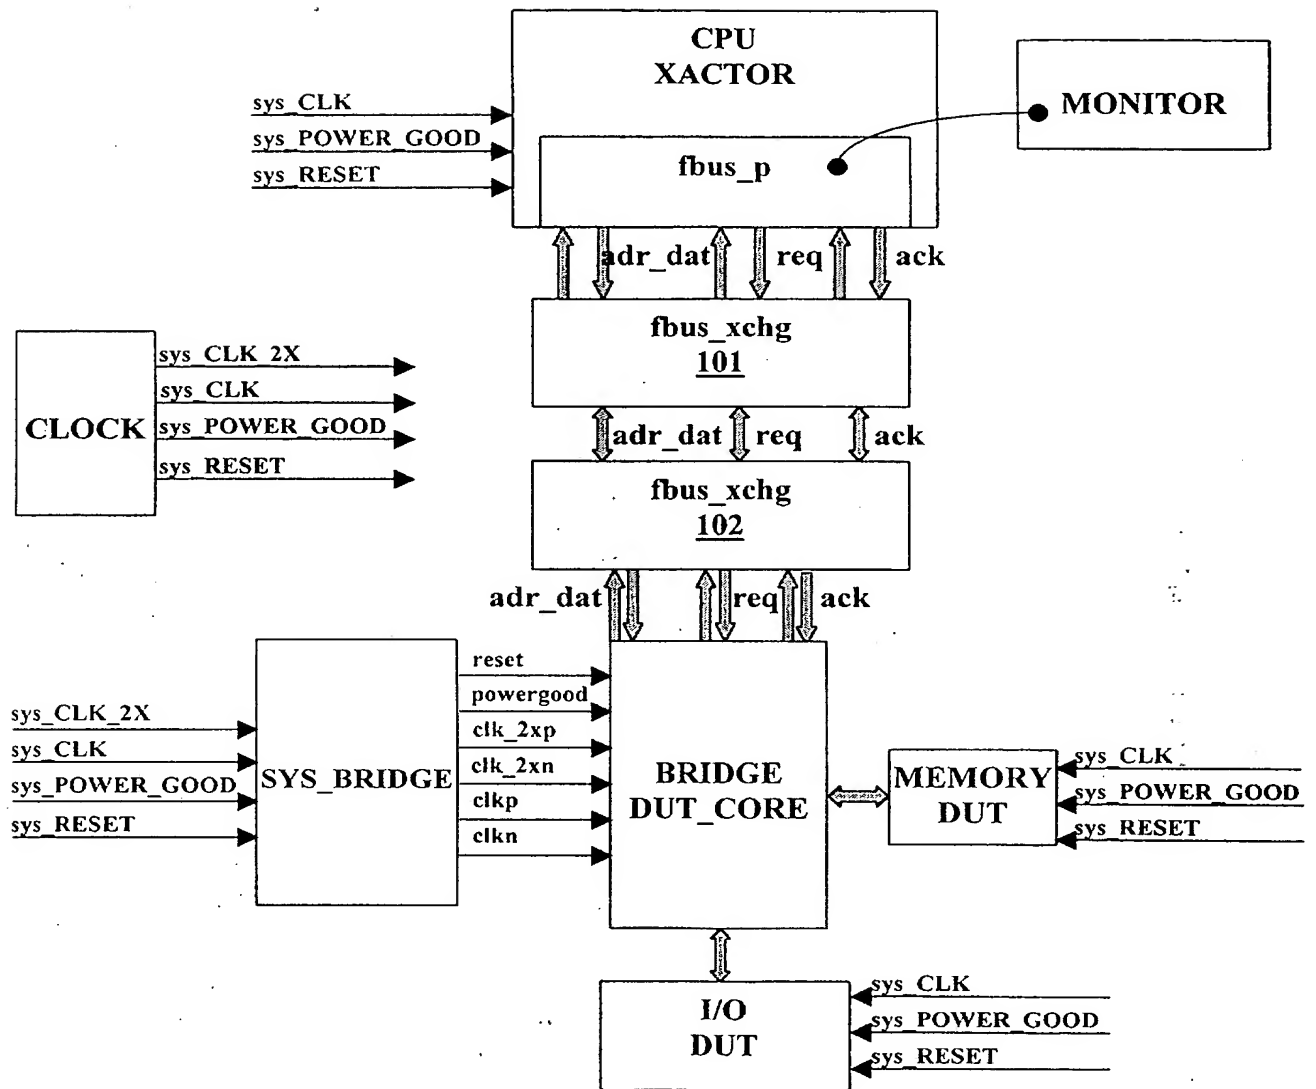 CPU
XACTOR
MONITOR
sys_CLK
sys_POWER_GOOD
sys_RESET
fbus_p
adr_dat
req
ack
fbus_xchg
101
CLOCK
sys_CLK_2X
sys_CLK
sys_POWER_GOOD
sys_RESET
adr_dat
req
ack
fbus_xchg
102
adr_dat
req
ack
sys_CLK_2X
sys_CLK
sys_POWER_GOOD
sys_RESET
SYS_BRIDGE
reset
powergood
clk_2xp
clk_2xn
clkp
clkn
BRIDGE
DUT_CORE
MEMORY
DUT
sys_CLK
sys_POWER_GOOD
sys_RESET
I/O
DUT
sys_CLK
sys_POWER_GOOD
sys_RESET